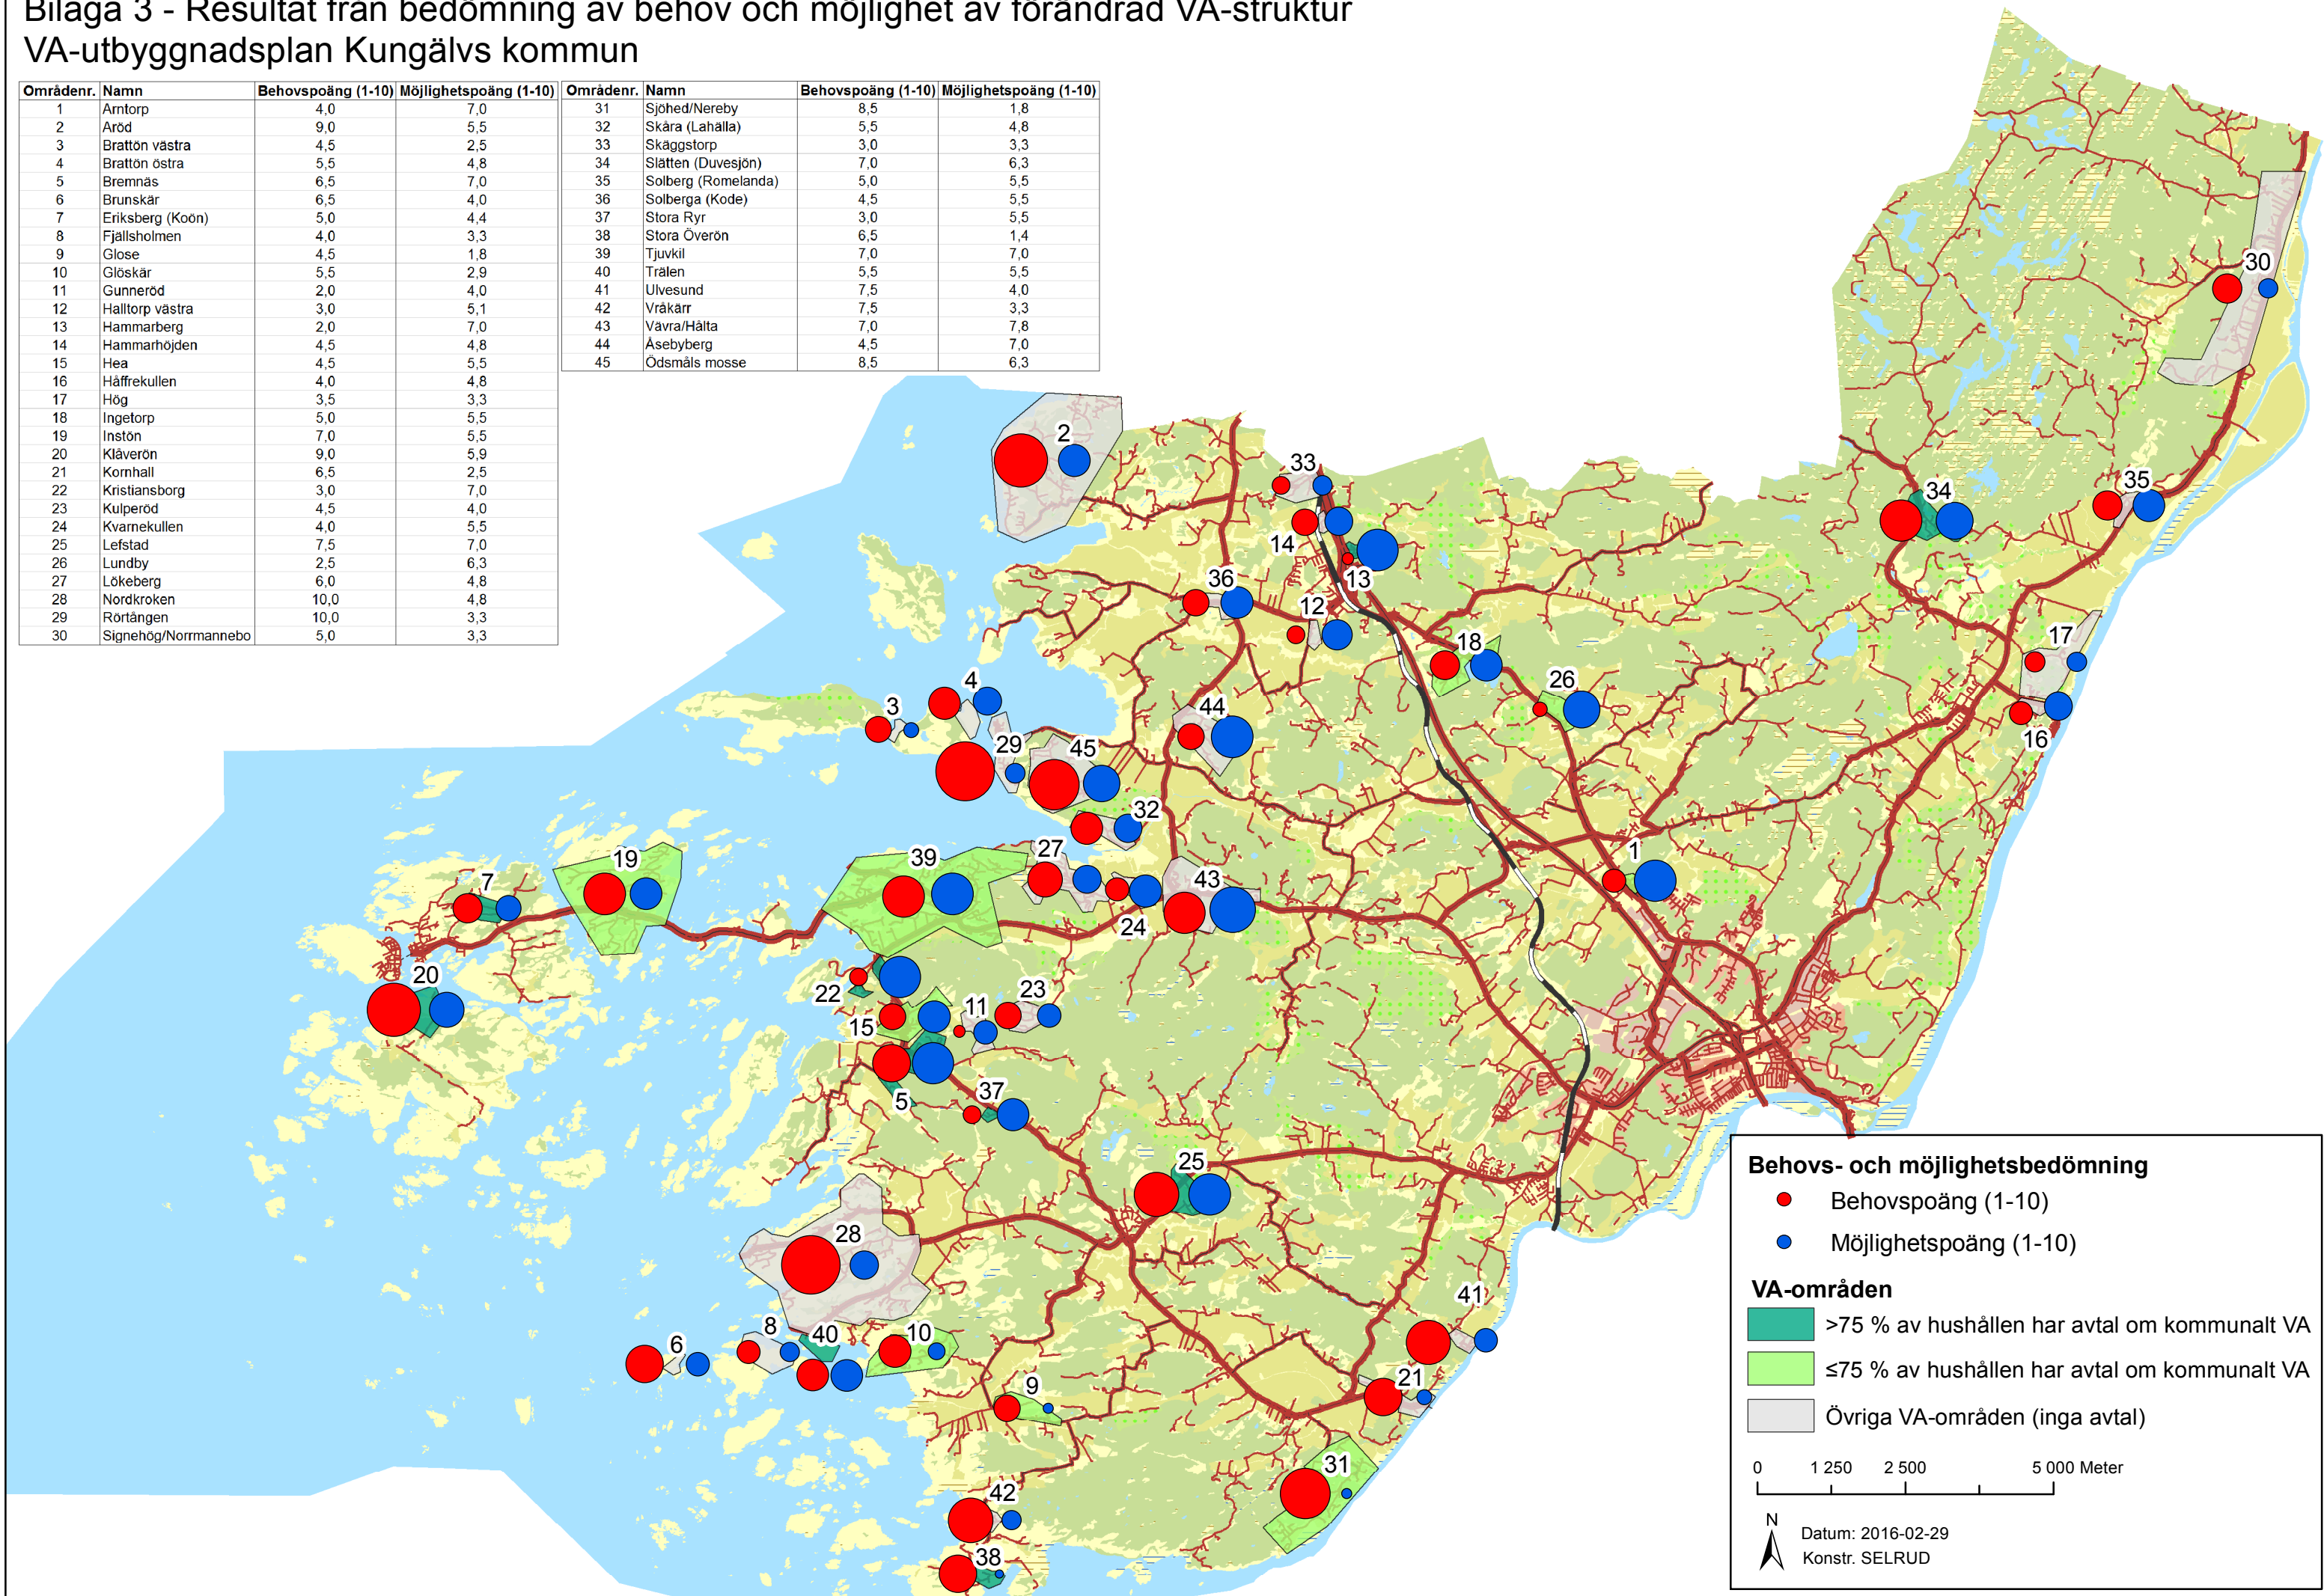 Bilaga 3 - Resultat från bedömning av behov och möjlighet av förändrad VA-struktur
VA-utbyggnadsplan Kungälvs kommun
Områdenr. Namn Behovspoäng (1-10) Möjlighetspoäng (1-10)
1 Arntorp 4,0 7,0
2 Aröd 9,0 5,5
3 Brattön västra 4,5 2,5
4 Brattön östra 5,5 4,8
5 Bremnäs 6,5 7,0
6 Brunskär 6,5 4,0
7 Eriksberg (Koön) 5,0 4,4
8 Fjällsholmen 4,0 3,3
9 Glose 4,5 1,8
10 Glöskär 5,5 2,9
11 Gunneröd 2,0 4,0
12 Halltorp västra 3,0 5,1
13 Hammarberg 2,0 7,0
14 Hammarhöjden 4,5 4,8
15 Hea 4,5 5,5
16 Håffrekullen 4,0 4,8
17 Hög 3,5 3,3
18 Ingetorp 5,0 5,5
19 Instön 7,0 5,5
20 Klåverön 9,0 5,9
21 Kornhall 6,5 2,5
22 Kristiansborg 3,0 7,0
23 Kulperöd 4,5 4,0
24 Kvarnekullen 4,0 5,5
25 Lefstad 7,5 7,0
26 Lundby 2,5 6,3
27 Lökeberg 6,0 4,8
28 Nordkroken 10,0 4,8
29 Rörtången 10,0 3,3
30 Signehög/Norrmannebo 5,0 3,3
Områdenr. Namn Behovspoäng (1-10) Möjlighetspoäng (1-10)
31 Sjöhed/Nereby 8,5 1,8
32 Skåra (Lahälla) 5,5 4,8
33 Skäggstorp 3,0 3,3
34 Slätten (Duvesjön) 7,0 6,3
35 Solberg (Romelanda) 5,0 5,5
36 Solberga (Kode) 4,5 5,5
37 Stora Ryr 3,0 5,5
38 Stora Överön 6,5 1,4
39 Tjuvkil 7,0 7,0
40 Trälen 5,5 5,5
41 Ulvesund 7,5 4,0
42 Vråkärr 7,5 3,3
43 Vävra/Hålta 7,0 7,8
44 Åsebyberg 4,5 7,0
45 Ödsmåls mosse 8,5 6,3
30
2
33
35
34
14
13
36
12
17
18
26
4
3
44
16
29
45
32
1
27
39
19
43
7
24
20
22
23
11
15
37
5
25
28
41
8
40
10
6
21
9
31
42
38
Behovs- och möjlighetsbedömning
Behovspoäng (1-10)
Möjlighetspoäng (1-10)
VA-områden
>75 % av hushållen har avtal om kommunalt VA
≤75 % av hushållen har avtal om kommunalt VA
Övriga VA-områden (inga avtal)
0 1 250 2 500 5 000 Meter
N
Datum: 2016-02-29
Konstr. SELRUD